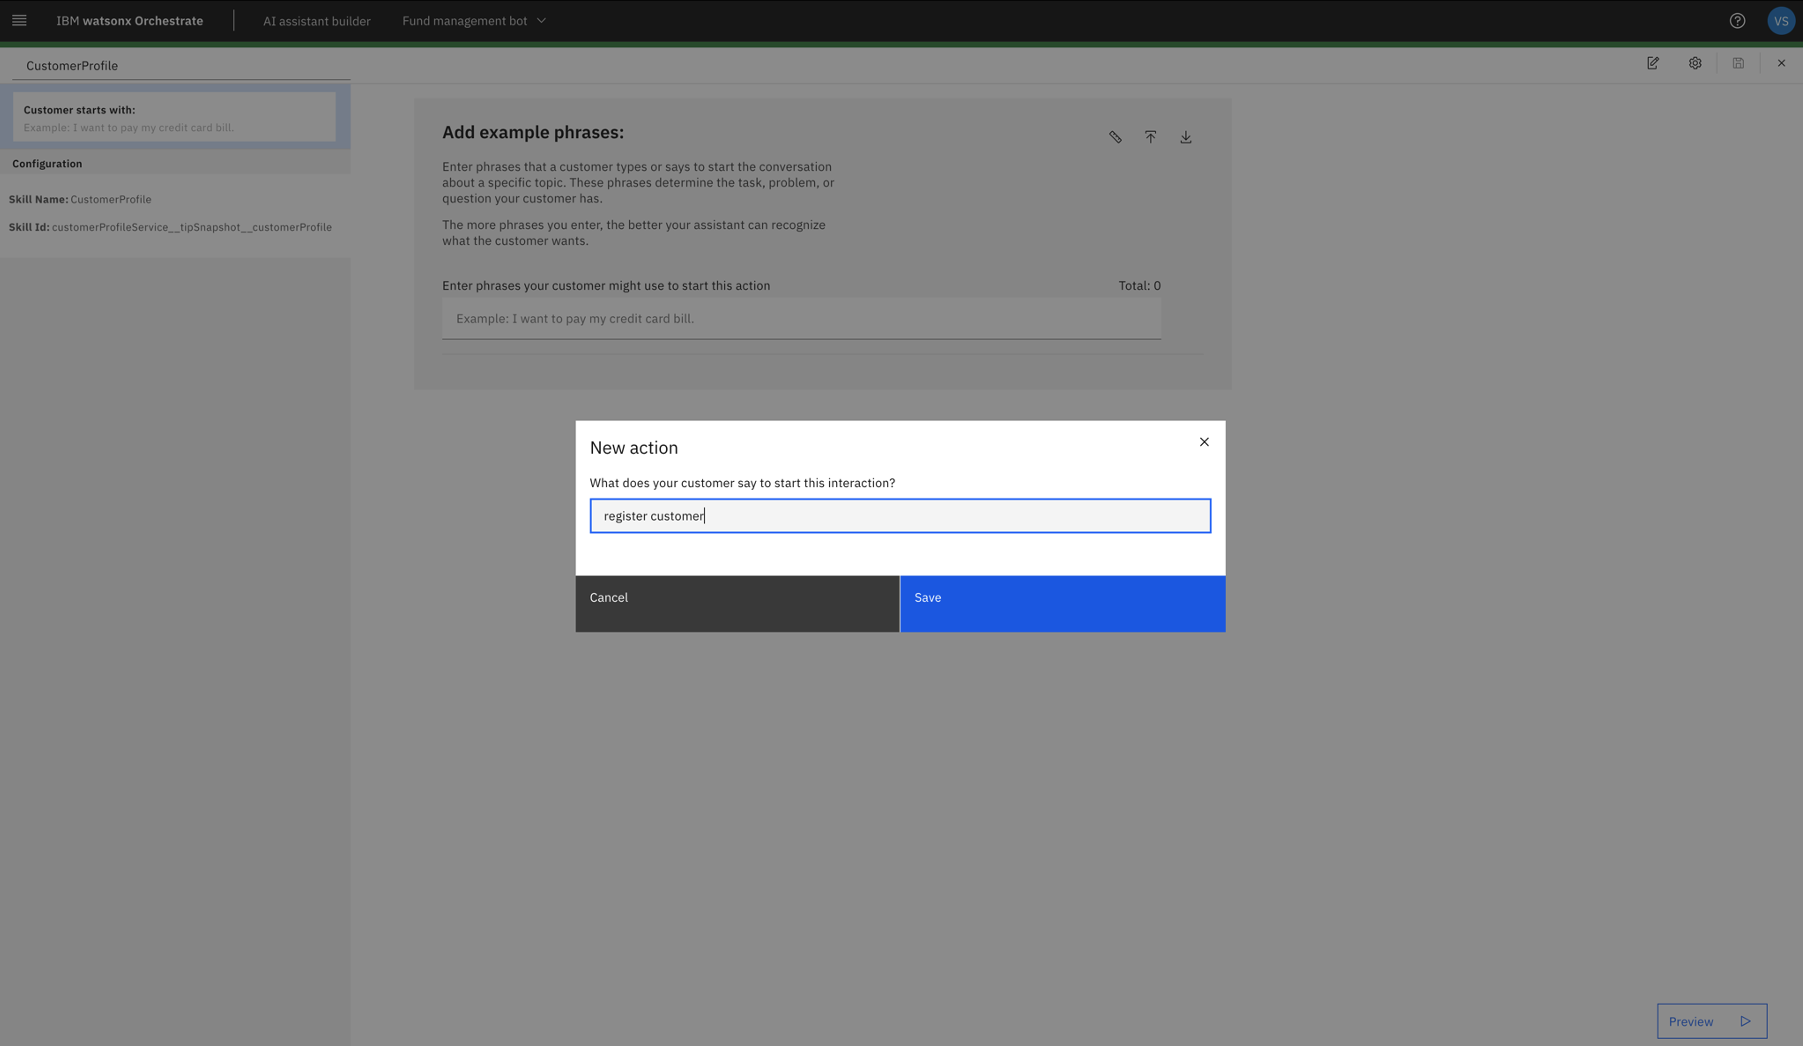 IBM watsonx Orchestrate
AI assistant builder
Fund management bot
VS
CustomerProfile
Customer starts with:
Example: I want to pay my credit card bill.
Configuration
Skill Name: CustomerProfile
Skill Id: customerProfileService__tipSnapshot__customerProfile
Add example phrases:
Enter phrases that a customer types or says to start the conversation
about a specific topic. These phrases determine the task, problem, or
question your customer has.
The more phrases you enter, the better your assistant can recognize
what the customer wants.
Enter phrases your customer might use to start this action
Total: 0
Example: I want to pay my credit card bill.
New action
What does your customer say to start this interaction?
register customer
Cancel
Save
Preview